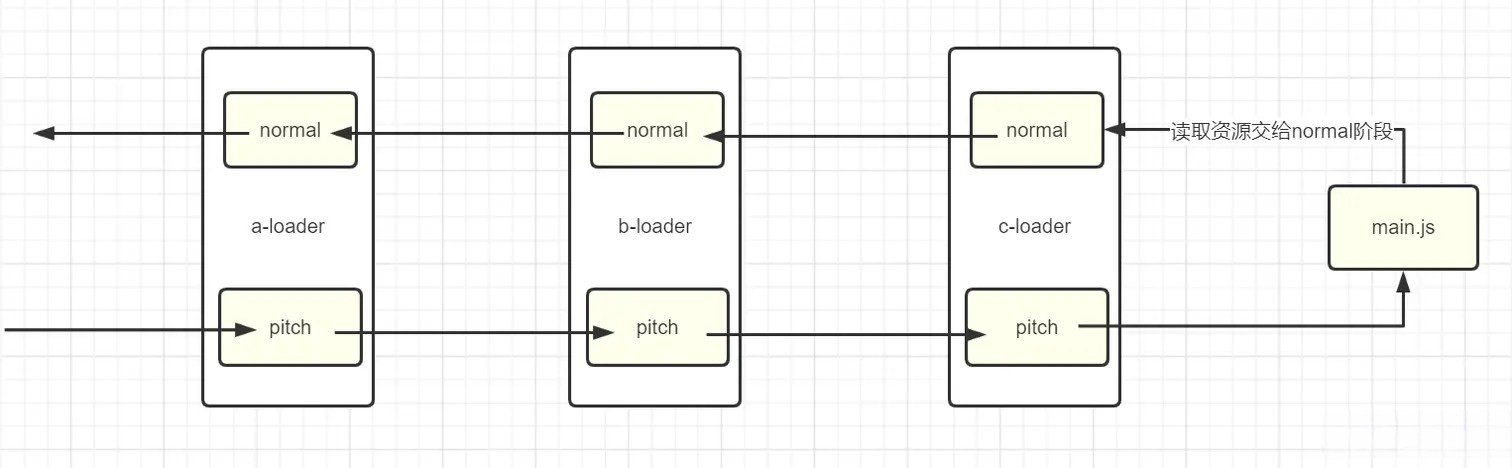 normal
normal
normal
读取资源交给normal阶段
a-loader
b-loader
c-loader
main.js
pitch
pitch
pitch